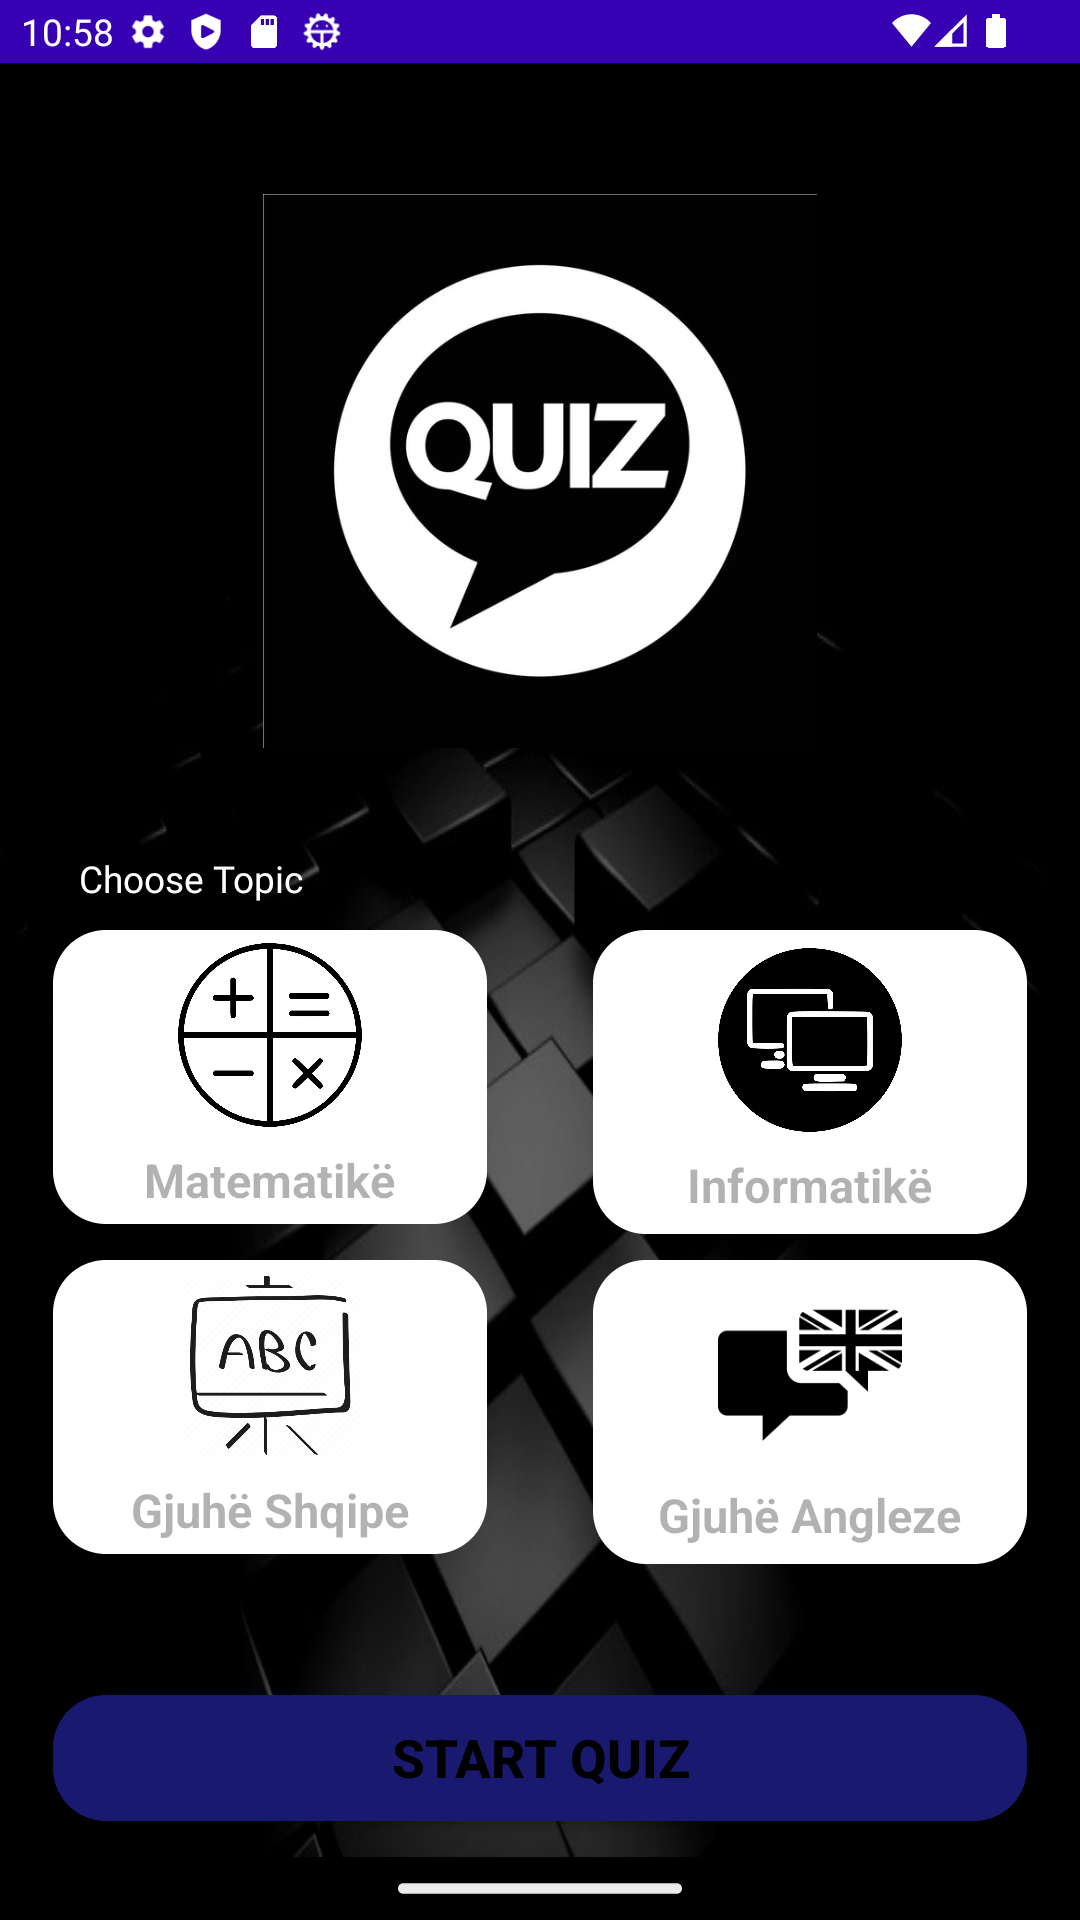 10:58
QUIZ
Choose Topic
Matematikë
Informatikë
ABC
Gjuhë Shqipe
Gjuhë Angleze
START QUIZ